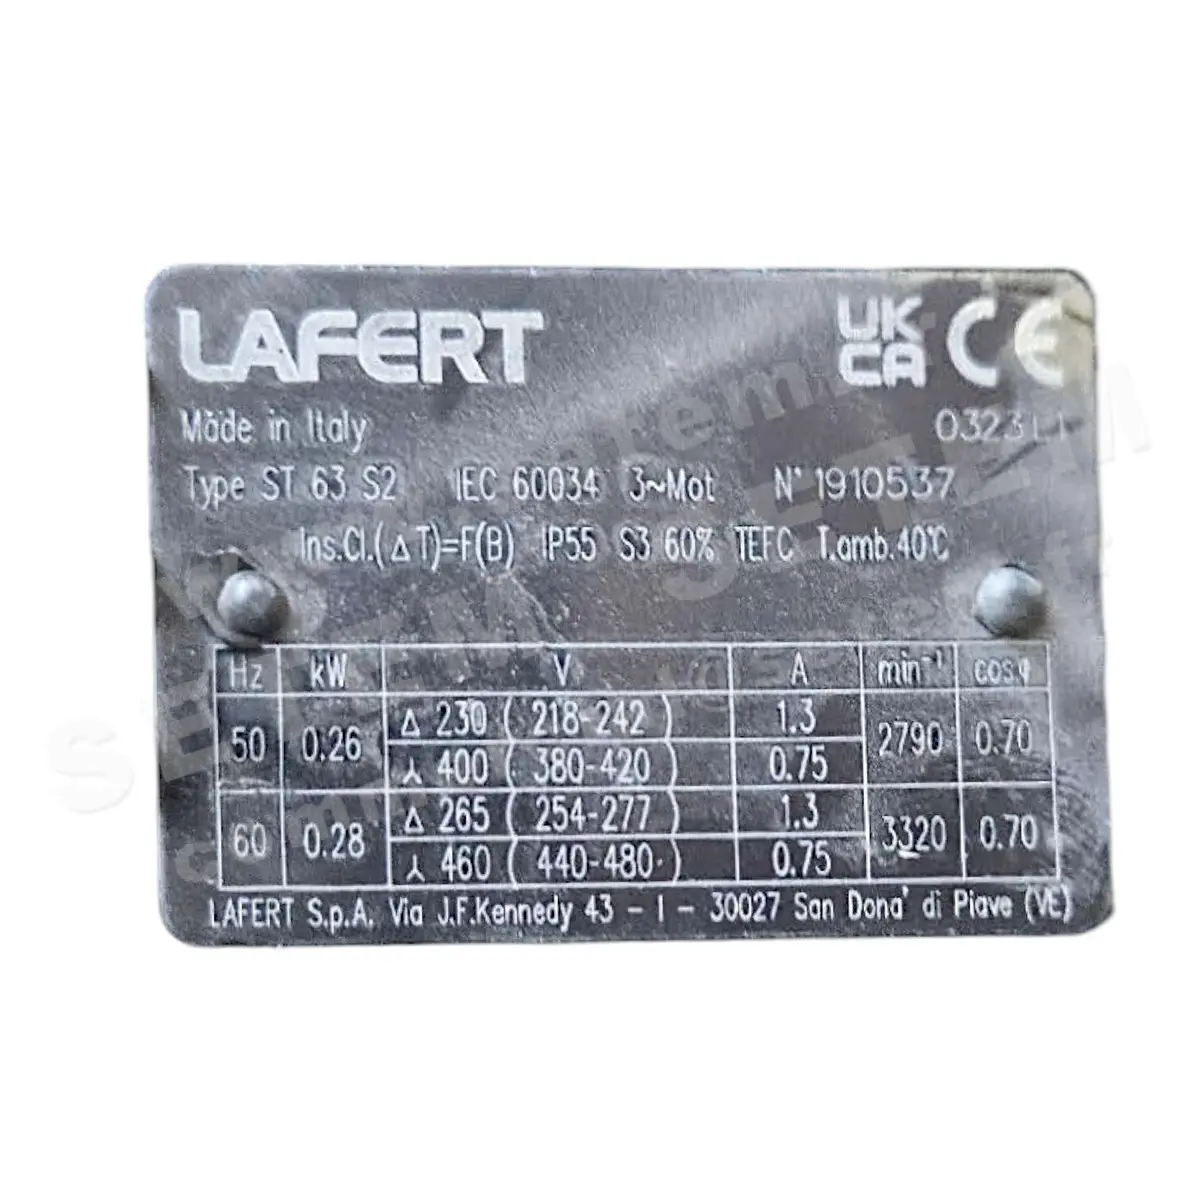 LAFERT UK CA CE
Made in Italy 0323L1
Type ST 63 S2 IEC 60034 3~Mot N° 1910537
Ins.Cl.(ΔT)=F(B) IP55 S3 60% TEFC T.amb.40°C
Hz kW V A min⁻¹ cosφ
50 0.26 Δ 230 ( 218-242 ) 1.3 2790 0.70
⅄ 400 ( 380-420 ) 0.75
60 0.28 Δ 265 ( 254-277 ) 1.3 3320 0.70
⅄ 460 ( 440-480 ) 0.75
LAFERT S.p.A. Via J.F.Kennedy 43 - I - 30027 San Dona' di Piave (VE)
SETEM